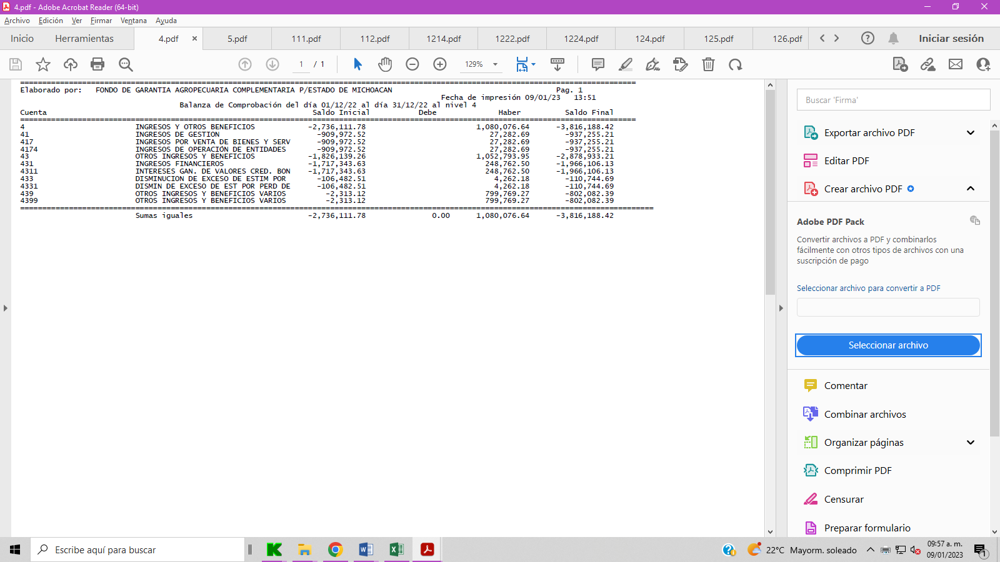 4.pdf - Adobe Acrobat Reader (64-bit)
Archivo Edición Ver Firmar Ventana Ayuda
Inicio Herramientas 4.pdf × 5.pdf 111.pdf 112.pdf 1214.pdf 1222.pdf 1224.pdf 124.pdf 125.pdf 126.pdf Iniciar sesión
1 / 1 129%
Elaborado por: FONDO DE GARANTIA AGROPECUARIA COMPLEMENTARIA P/ESTADO DE MICHOACAN Pag. 1
Fecha de impresión 09/01/23 13:51
Balanza de Comprobación del día 01/12/22 al día 31/12/22 al nivel 4
Cuenta Saldo Inicial Debe Haber Saldo Final
4 INGRESOS Y OTROS BENEFICIOS -2,736,111.78 1,080,076.64 -3,816,188.42
41 INGRESOS DE GESTION -909,972.52 27,282.69 -937,255.21
417 INGRESOS POR VENTA DE BIENES Y SERV -909,972.52 27,282.69 -937,255.21
4174 INGRESOS DE OPERACIÓN DE ENTIDADES -909,972.52 27,282.69 -937,255.21
43 OTROS INGRESOS Y BENEFICIOS -1,826,139.26 1,052,793.95 -2,878,933.21
431 INGRESOS FINANCIEROS -1,717,343.63 248,762.50 -1,966,106.13
4311 INTERESES GAN. DE VALORES CRED. BON -1,717,343.63 248,762.50 -1,966,106.13
433 DISMINUCION DE EXCESO DE ESTIM POR -106,482.51 4,262.18 -110,744.69
4331 DISMIN DE EXCESO DE EST POR PERD DE -106,482.51 4,262.18 -110,744.69
439 OTROS INGRESOS Y BENEFICIOS VARIOS -2,313.12 799,769.27 -802,082.39
4399 OTROS INGRESOS Y BENEFICIOS VARIOS -2,313.12 799,769.27 -802,082.39
Sumas iguales -2,736,111.78 0.00 1,080,076.64 -3,816,188.42
Buscar 'Firma'
Exportar archivo PDF
Editar PDF
Crear archivo PDF
Adobe PDF Pack
Convertir archivos a PDF y combinarlos
fácilmente con otros tipos de archivos con una
suscripción de pago
Seleccionar archivo para convertir a PDF
Seleccionar archivo
Comentar
Combinar archivos
Organizar páginas
Comprimir PDF
Censurar
Preparar formulario
Escribe aquí para buscar
22°C Mayorm. soleado
09:57 a. m.
09/01/2023
1